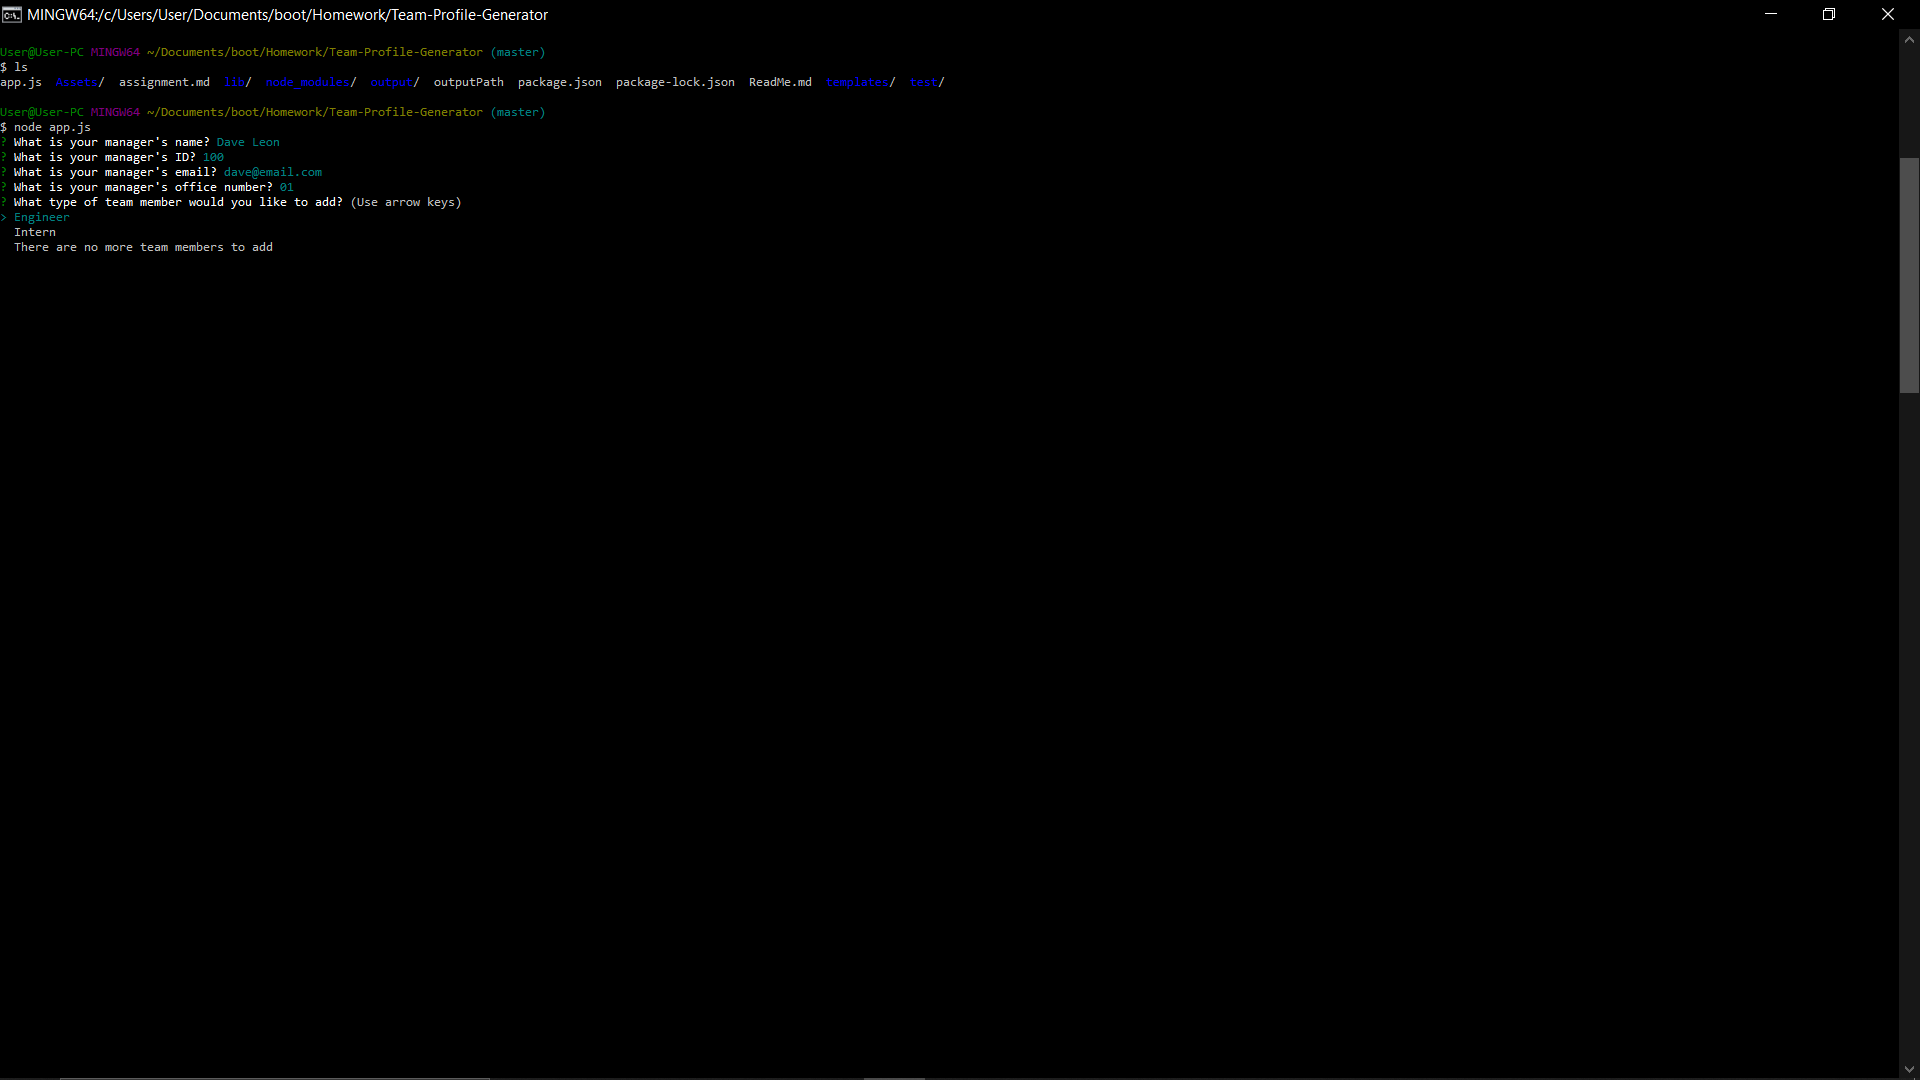 MINGW64:/c/Users/User/Documents/boot/Homework/Team-Profile-Generator
User@User-PC MINGW64 ~/Documents/boot/Homework/Team-Profile-Generator (master)
$ ls
app.js  Assets/  assignment.md  lib/  node_modules/  output/  outputPath  package.json  package-lock.json  ReadMe.md  templates/  test/
User@User-PC MINGW64 ~/Documents/boot/Homework/Team-Profile-Generator (master)
$ node app.js
? What is your manager's name? Dave Leon
? What is your manager's ID? 100
? What is your manager's email? dave@email.com
? What is your manager's office number? 01
? What type of team member would you like to add? (Use arrow keys)
> Engineer
  Intern
  There are no more team members to add